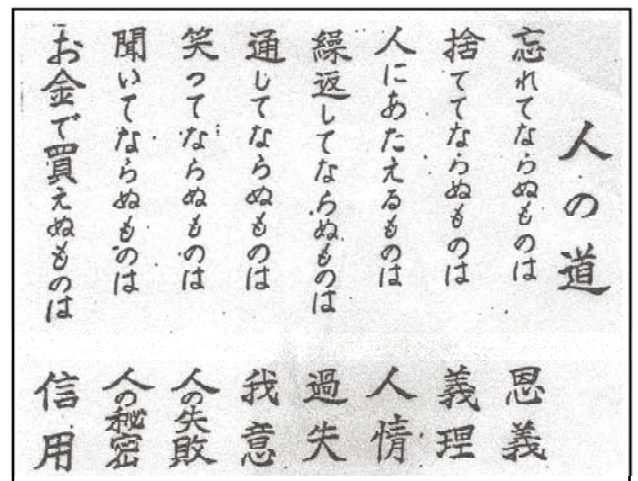 人の道
忘れてならぬものは 恩義
捨ててならぬものは 義理
人にあたえるものは 人情
繰返してならぬものは 過失
通してならぬものは 我意
笑ってならぬものは 人の失敗
聞いてならぬものは 人の秘密
お金で買えぬものは 信用